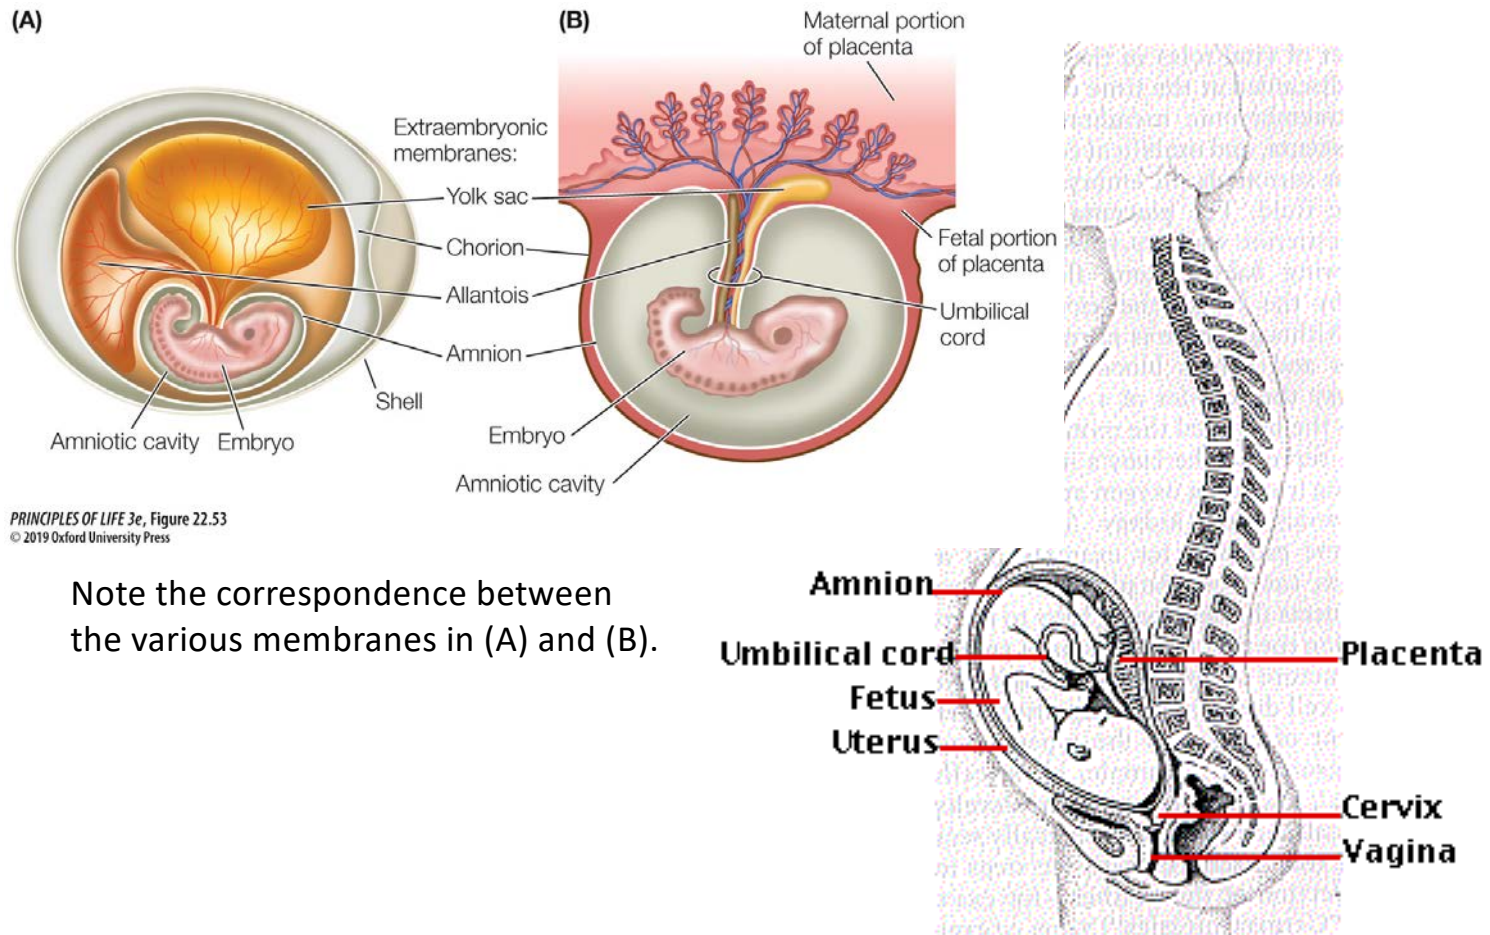 (A)
(B)
Maternal portion
of placenta
Extraembryonic
membranes:
Yolk sac
Chorion
Allantois
Amnion
Shell
Amniotic cavity
Embryo
Fetal portion
of placenta
Umbilical
cord
Embryo
Amniotic cavity
PRINCIPLES OF LIFE 3e, Figure 22.53
© 2019 Oxford University Press
Note the correspondence between
the various membranes in (A) and (B).
Amnion
Umbilical cord
Fetus
Uterus
Placenta
Cervix
Vagina